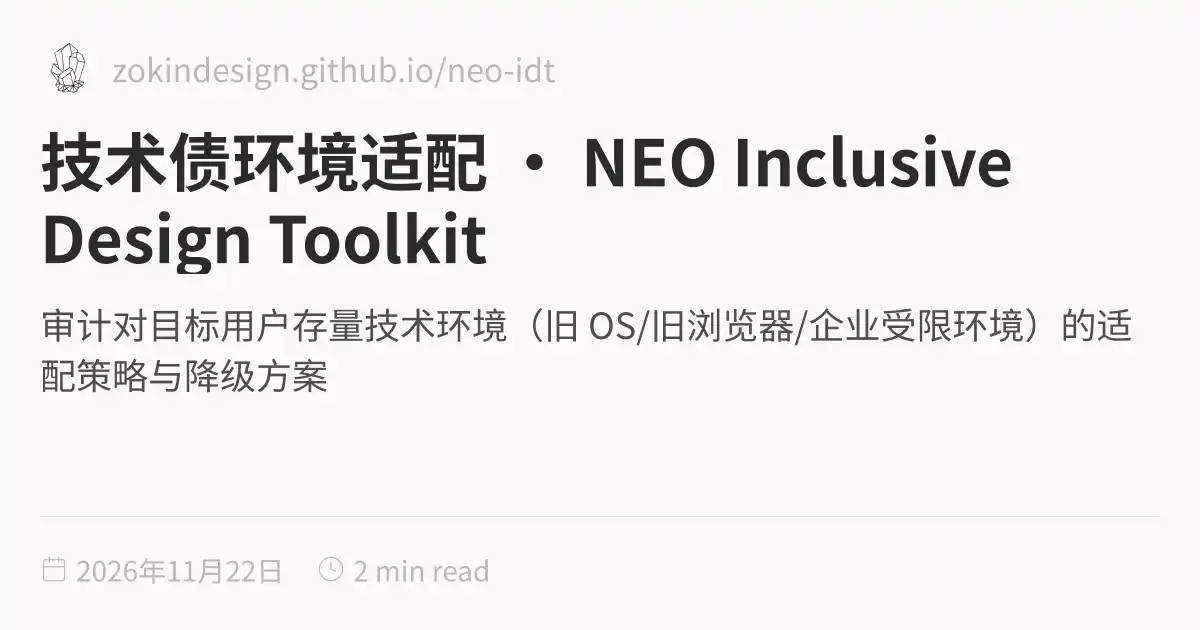 zokindesign.github.io/neo-idt
技术债环境适配 · NEO Inclusive
Design Toolkit
审计对目标用户存量技术环境（旧 OS/旧浏览器/企业受限环境）的适
配策略与降级方案
2026年11月22日
2 min read